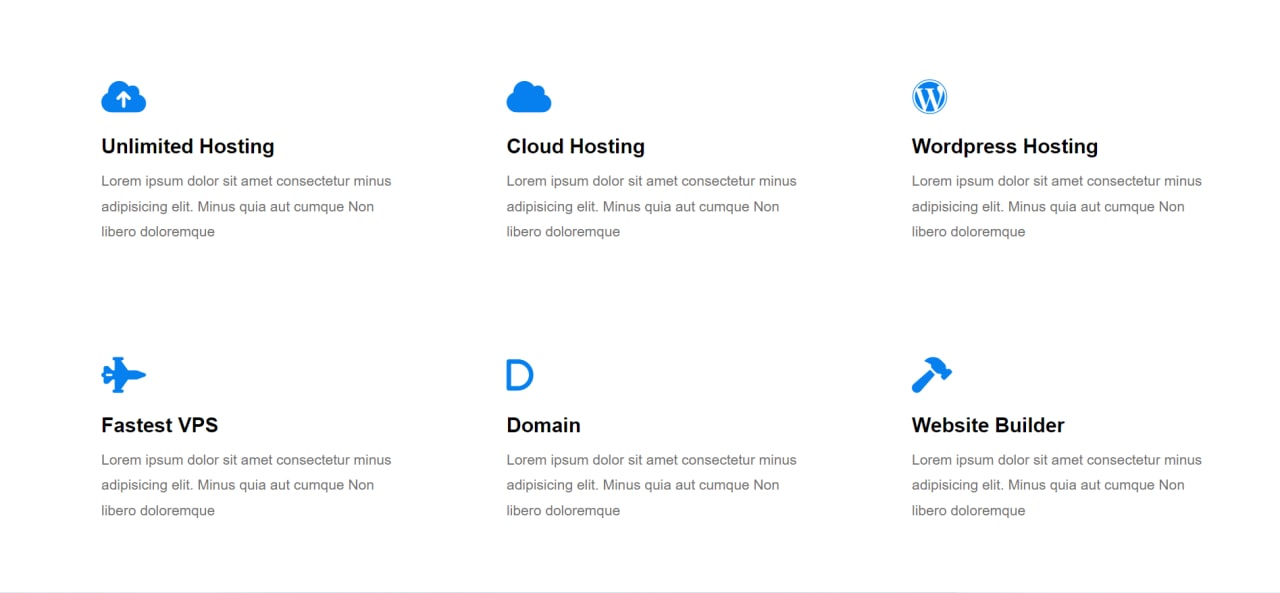 Unlimited Hosting
Lorem ipsum dolor sit amet consectetur minus
adipisicing elit. Minus quia aut cumque Non
libero doloremque
Cloud Hosting
Lorem ipsum dolor sit amet consectetur minus
adipisicing elit. Minus quia aut cumque Non
libero doloremque
Wordpress Hosting
Lorem ipsum dolor sit amet consectetur minus
adipisicing elit. Minus quia aut cumque Non
libero doloremque
Fastest VPS
Lorem ipsum dolor sit amet consectetur minus
adipisicing elit. Minus quia aut cumque Non
libero doloremque
D
Domain
Lorem ipsum dolor sit amet consectetur minus
adipisicing elit. Minus quia aut cumque Non
libero doloremque
Website Builder
Lorem ipsum dolor sit amet consectetur minus
adipisicing elit. Minus quia aut cumque Non
libero doloremque